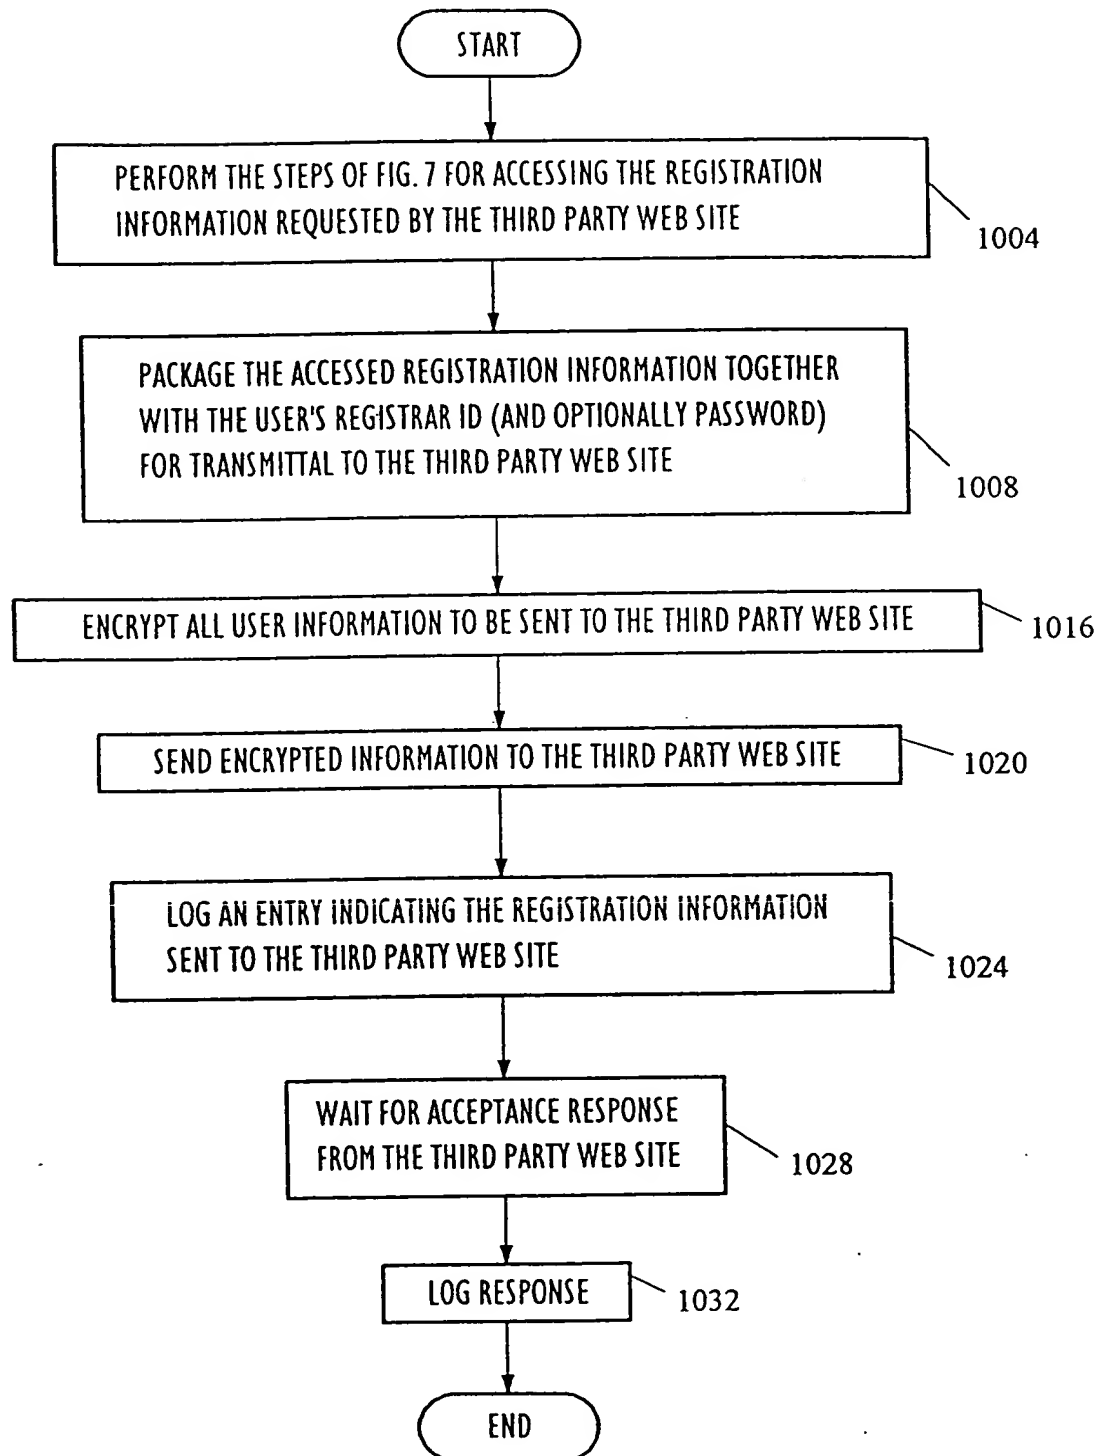 START
PERFORM THE STEPS OF FIG. 7 FOR ACCESSING THE REGISTRATION
INFORMATION REQUESTED BY THE THIRD PARTY WEB SITE
1004
PACKAGE THE ACCESSED REGISTRATION INFORMATION TOGETHER
WITH THE USER'S REGISTRAR ID (AND OPTIONALLY PASSWORD)
FOR TRANSMITTAL TO THE THIRD PARTY WEB SITE
1008
ENCRYPT ALL USER INFORMATION TO BE SENT TO THE THIRD PARTY WEB SITE
1016
SEND ENCRYPTED INFORMATION TO THE THIRD PARTY WEB SITE
1020
LOG AN ENTRY INDICATING THE REGISTRATION INFORMATION
SENT TO THE THIRD PARTY WEB SITE
1024
WAIT FOR ACCEPTANCE RESPONSE
FROM THE THIRD PARTY WEB SITE
1028
LOG RESPONSE
1032
END